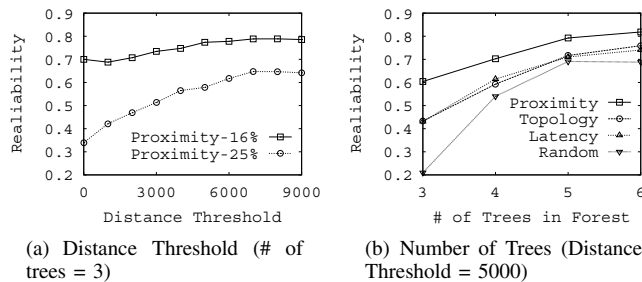 0.9
0.8
0.7
0.6
0.5
0.4
0.3
0.2
Realiability
Proximity-16%
Proximity-25%
0 3000 6000 9000
Distance Threshold
(a) Distance Threshold (# of
trees = 3)
0.9
0.8
0.7
0.6
0.5
0.4
0.3
0.2
Realiability
Proximity
Topology
Latency
Random
3 4 5 6
# of Trees in Forest
(b) Number of Trees (Distance
Threshold = 5000)